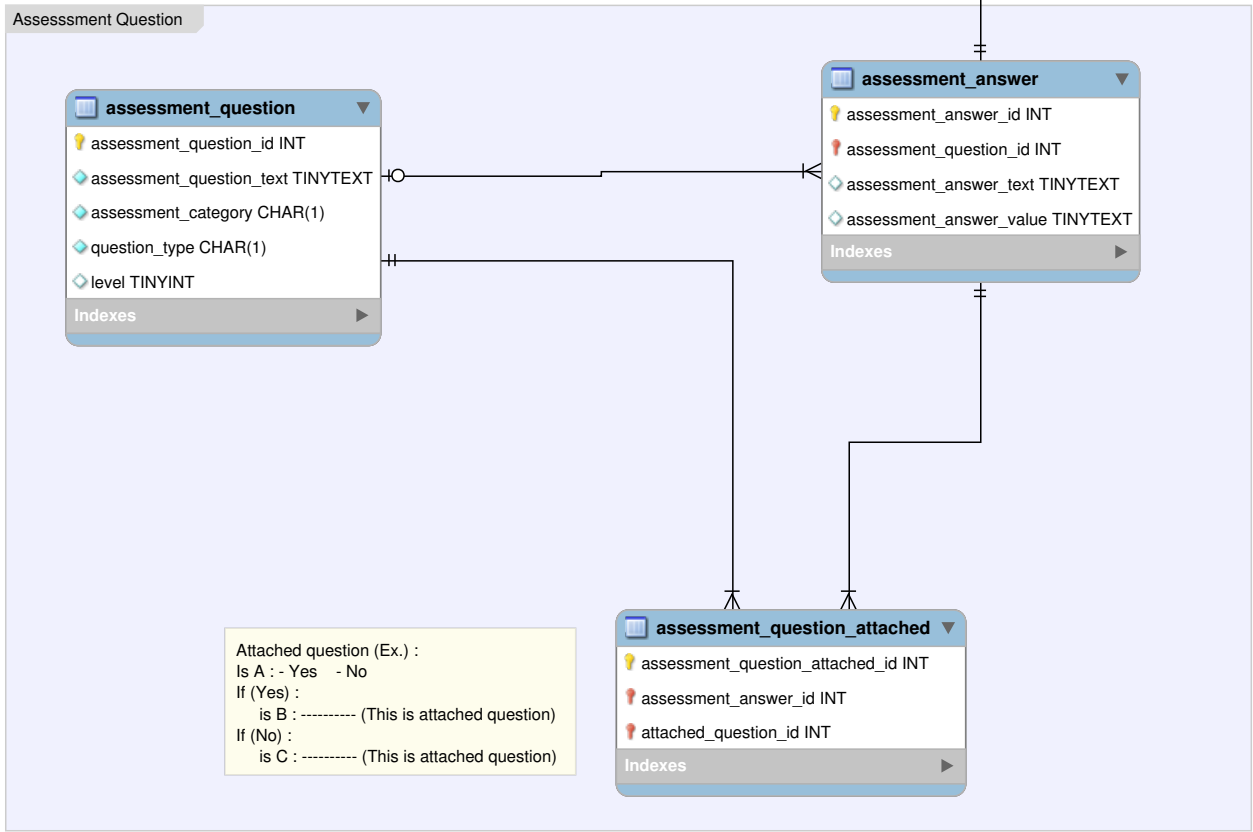 Assesssment Question
assessment_question
assessment_question_id INT
assessment_question_text TINYTEXT
assessment_category CHAR(1)
question_type CHAR(1)
level TINYINT
Indexes
assessment_answer
assessment_answer_id INT
assessment_question_id INT
assessment_answer_text TINYTEXT
assessment_answer_value TINYTEXT
Indexes
Attached question (Ex.) :
Is A : - Yes - No
If (Yes) :
is B : ---------- (This is attached question)
If (No) :
is C : ---------- (This is attached question)
assessment_question_attached
assessment_question_attached_id INT
assessment_answer_id INT
attached_question_id INT
Indexes